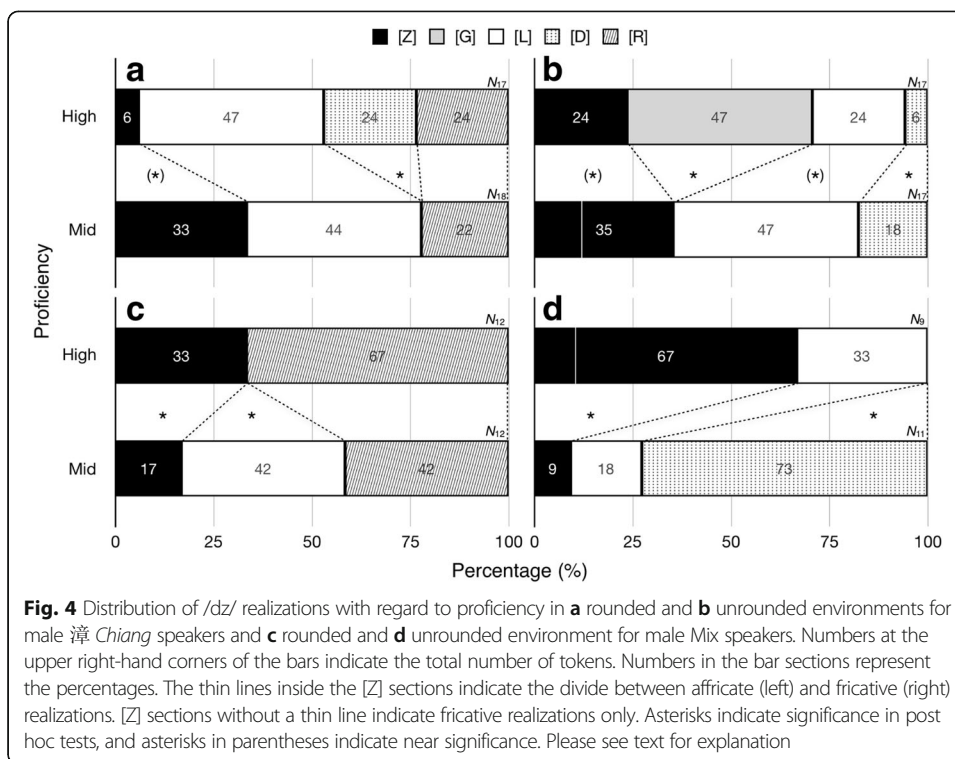 [Z] [G] [L] [D] [R]
a
b
N17
N17
High
6 47 24 24
24 47 24 6
(*) *
(*) * (*) *
N18
N17
Mid
33 44 22
35 47 18
Proficiency
c
d
N12
N9
High
33 67
67 33
* *
* *
N12
N11
Mid
17 42 42
9 18 73
0 25 50 75 100
0 25 50 75 100
Percentage (%)
Fig. 4 Distribution of /dz/ realizations with regard to proficiency in a rounded and b unrounded environments for
male 漳 Chiang speakers and c rounded and d unrounded environment for male Mix speakers. Numbers at the
upper right-hand corners of the bars indicate the total number of tokens. Numbers in the bar sections represent
the percentages. The thin lines inside the [Z] sections indicate the divide between affricate (left) and fricative (right)
realizations. [Z] sections without a thin line indicate fricative realizations only. Asterisks indicate significance in post
hoc tests, and asterisks in parentheses indicate near significance. Please see text for explanation